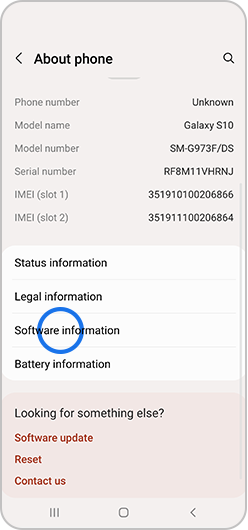 About phone
Phone number Unknown
Model name Galaxy S10
Model number SM-G973F/DS
Serial number RF8M11VHRNJ
IMEI (slot 1) 351910100206866
IMEI (slot 2) 351911100206864
Status information
Legal information
Software information
Battery information
Looking for something else?
Software update
Reset
Contact us